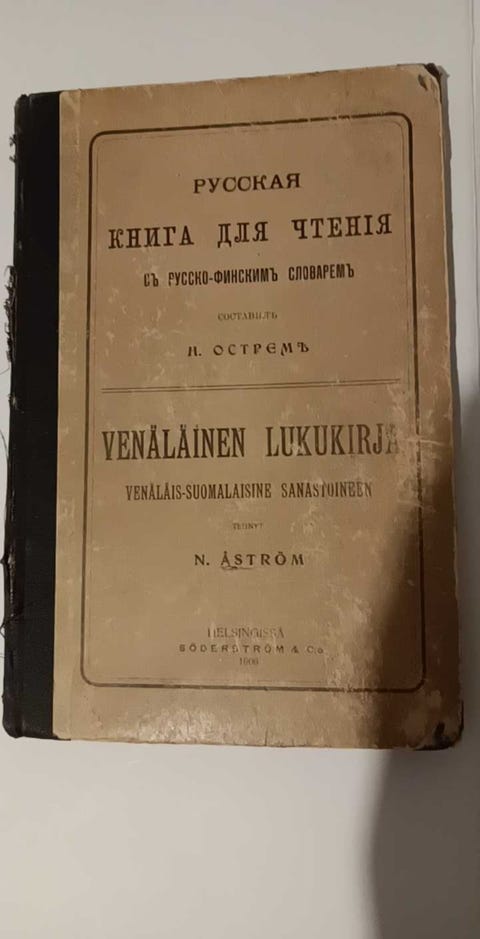 РУССКАЯ
КНИГА ДЛЯ ЧТЕНІЯ
СЪ РУССКО-ФИНСКИМЪ СЛОВАРЕМЪ
СОСТАВИЛЪ
Н. ОСТРЕМЪ
VENÄLÄINEN LUKUKIRJA
VENÄLÄIS-SUOMALAISINE SANASTOINEEN
TEHNYT
N. ÅSTRÖM
HELSINGISSÄ
SÖDERSTRÖM & C:o